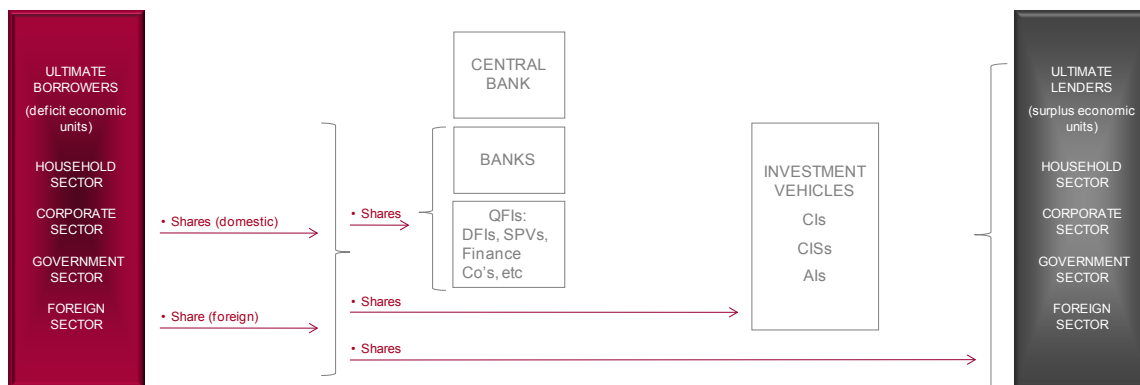 ULTIMATE
BORROWERS
(deficit economic
units)
HOUSEHOLD
SECTOR
CORPORATE
SECTOR
GOVERNMENT
SECTOR
FOREIGN
SECTOR
• Shares (domestic)
• Share (foreign)
• Shares
• Shares
• Shares
CENTRAL
BANK
BANKS
QFIs:
DFIs, SPVs,
Finance
Co's, etc
INVESTMENT
VEHICLES
CIs
CISs
AIs
ULTIMATE
LENDERS
(surplus economic
units)
HOUSEHOLD
SECTOR
CORPORATE
SECTOR
GOVERNMENT
SECTOR
FOREIGN
SECTOR